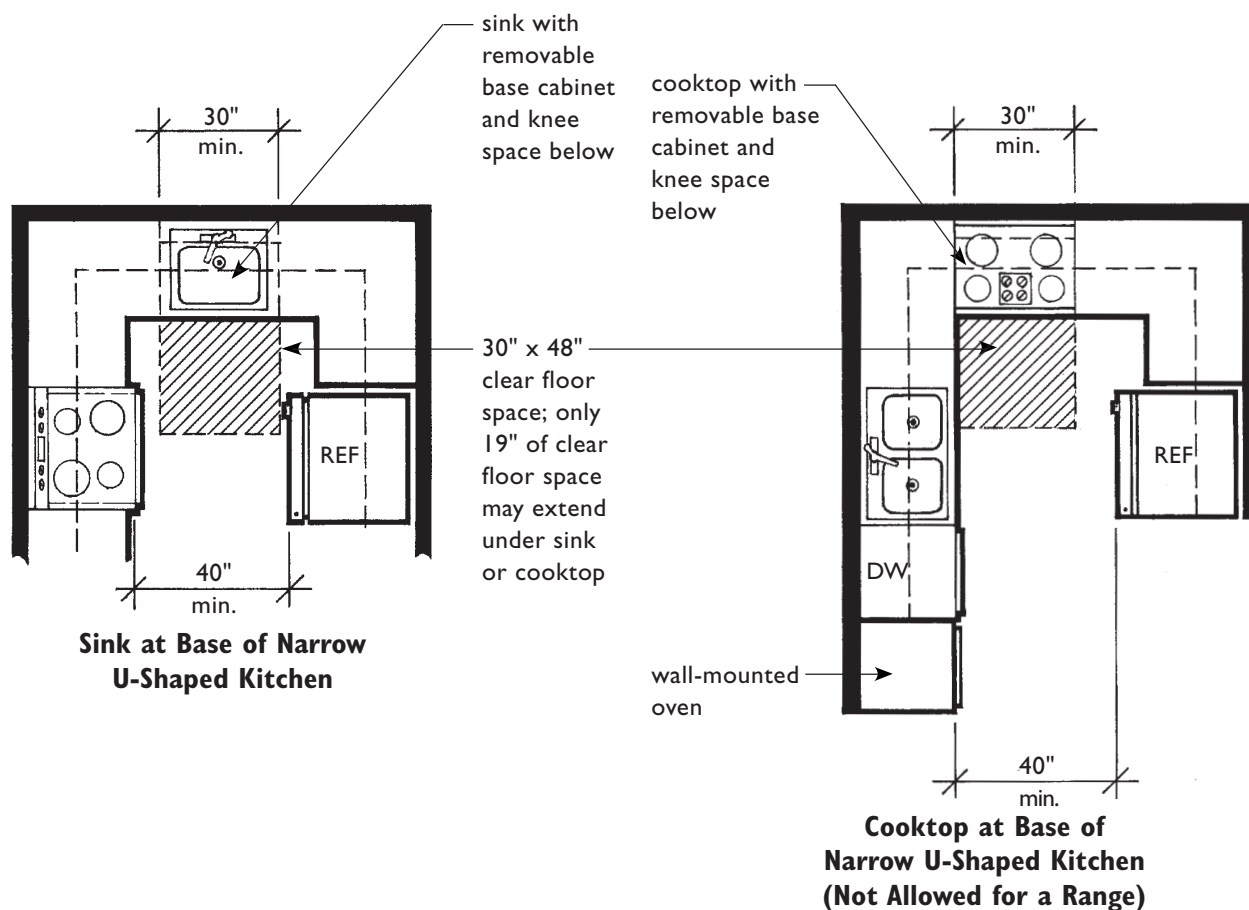 sink with
removable
base cabinet
and knee
space below
cooktop with
removable base
cabinet and
knee space
below
30"
min.
30"
min.
30" x 48"
clear floor
space; only
19" of clear
floor space
may extend
under sink
or cooktop
REF
REF
40"
min.
DW
Sink at Base of Narrow
U-Shaped Kitchen
wall-mounted
oven
40"
min.
Cooktop at Base of
Narrow U-Shaped Kitchen
(Not Allowed for a Range)